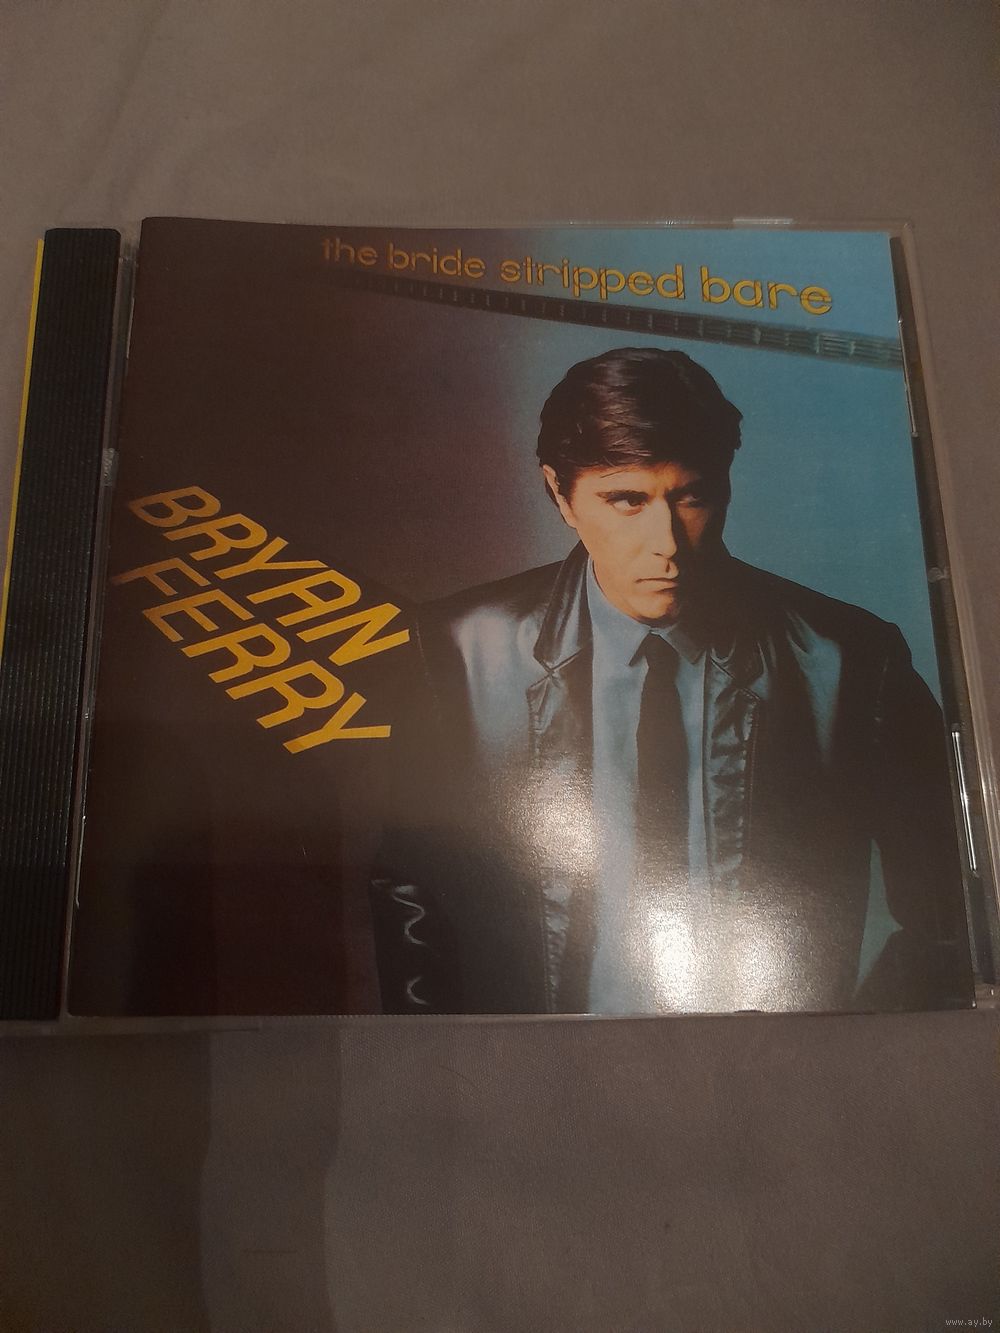 the bride stripped bare
BRYAN
FERRY
www.ay.by